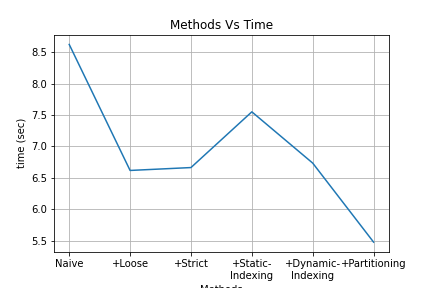 Methods Vs Time
time (sec)
8.5
8.0
7.5
7.0
6.5
6.0
5.5
Naive
+Loose
+Strict
+Static-
Indexing
+Dynamic-
Indexing
+Partitioning
Methods